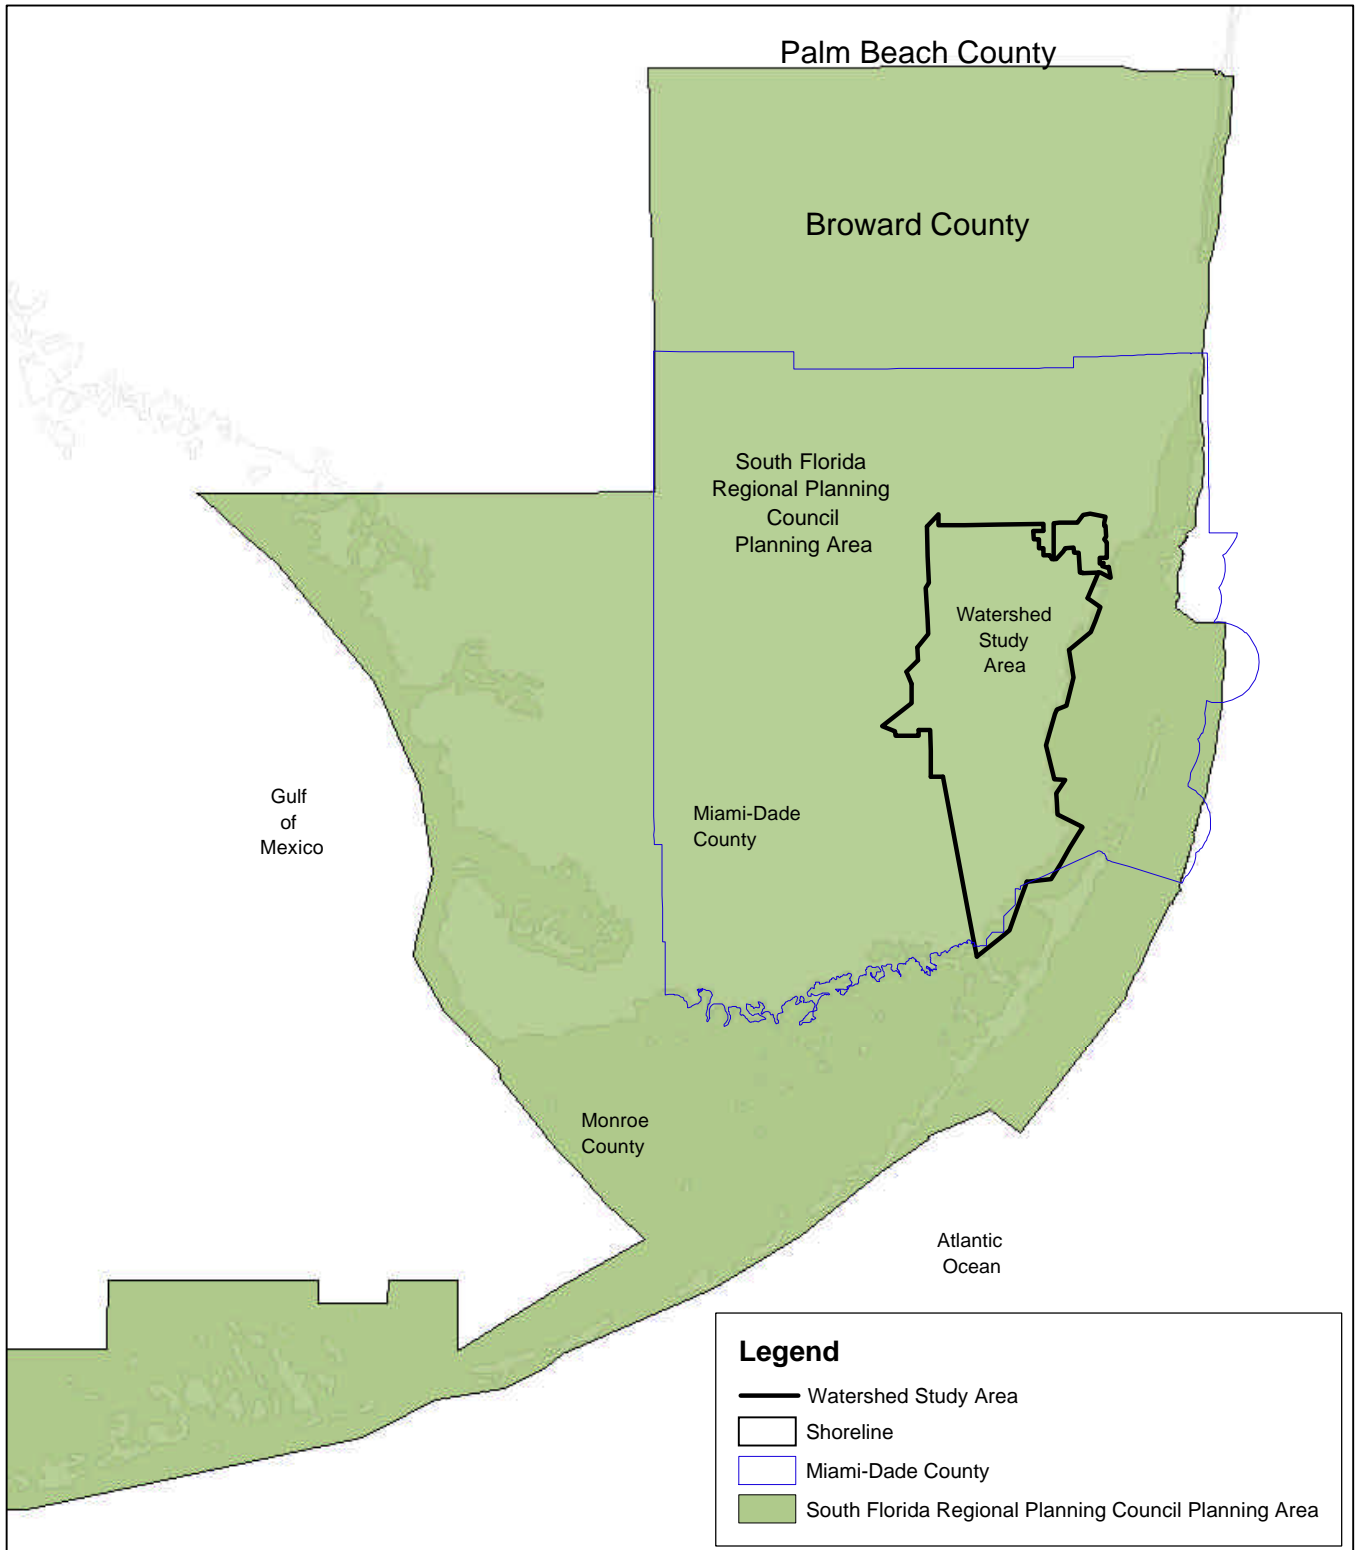 Palm Beach County
Broward County
South Florida
Regional Planning
Council
Planning Area
Watershed
Study
Area
Gulf
of
Mexico
Miami-Dade
County
Monroe
County
Atlantic
Ocean
Legend
Watershed Study Area
Shoreline
Miami-Dade County
South Florida Regional Planning Council Planning Area